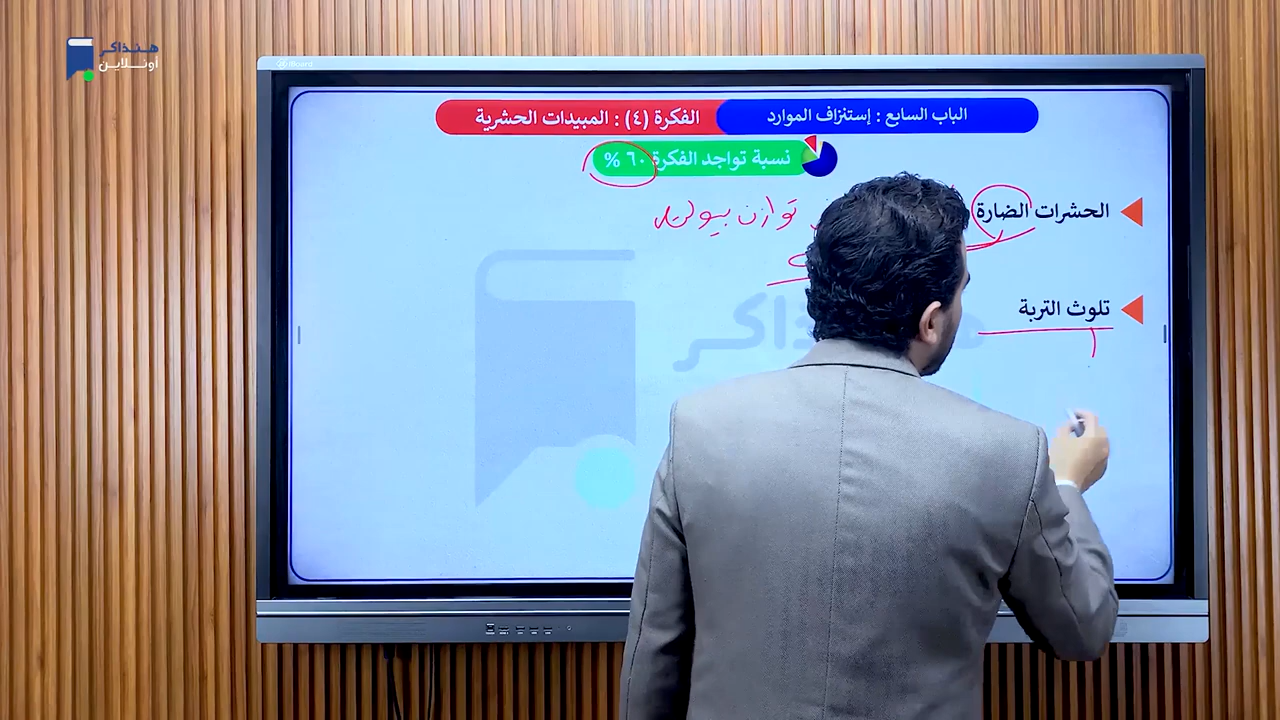 هنذاكر
أونلاين
iBoard
الباب السابع : إستنزاف الموارد
الفكرة (٤) : المبيدات الحشرية
نسبة تواجد الفكرة ٦٠ %
الحشرات الضارة
توازن بيولوجي
تلوث التربة